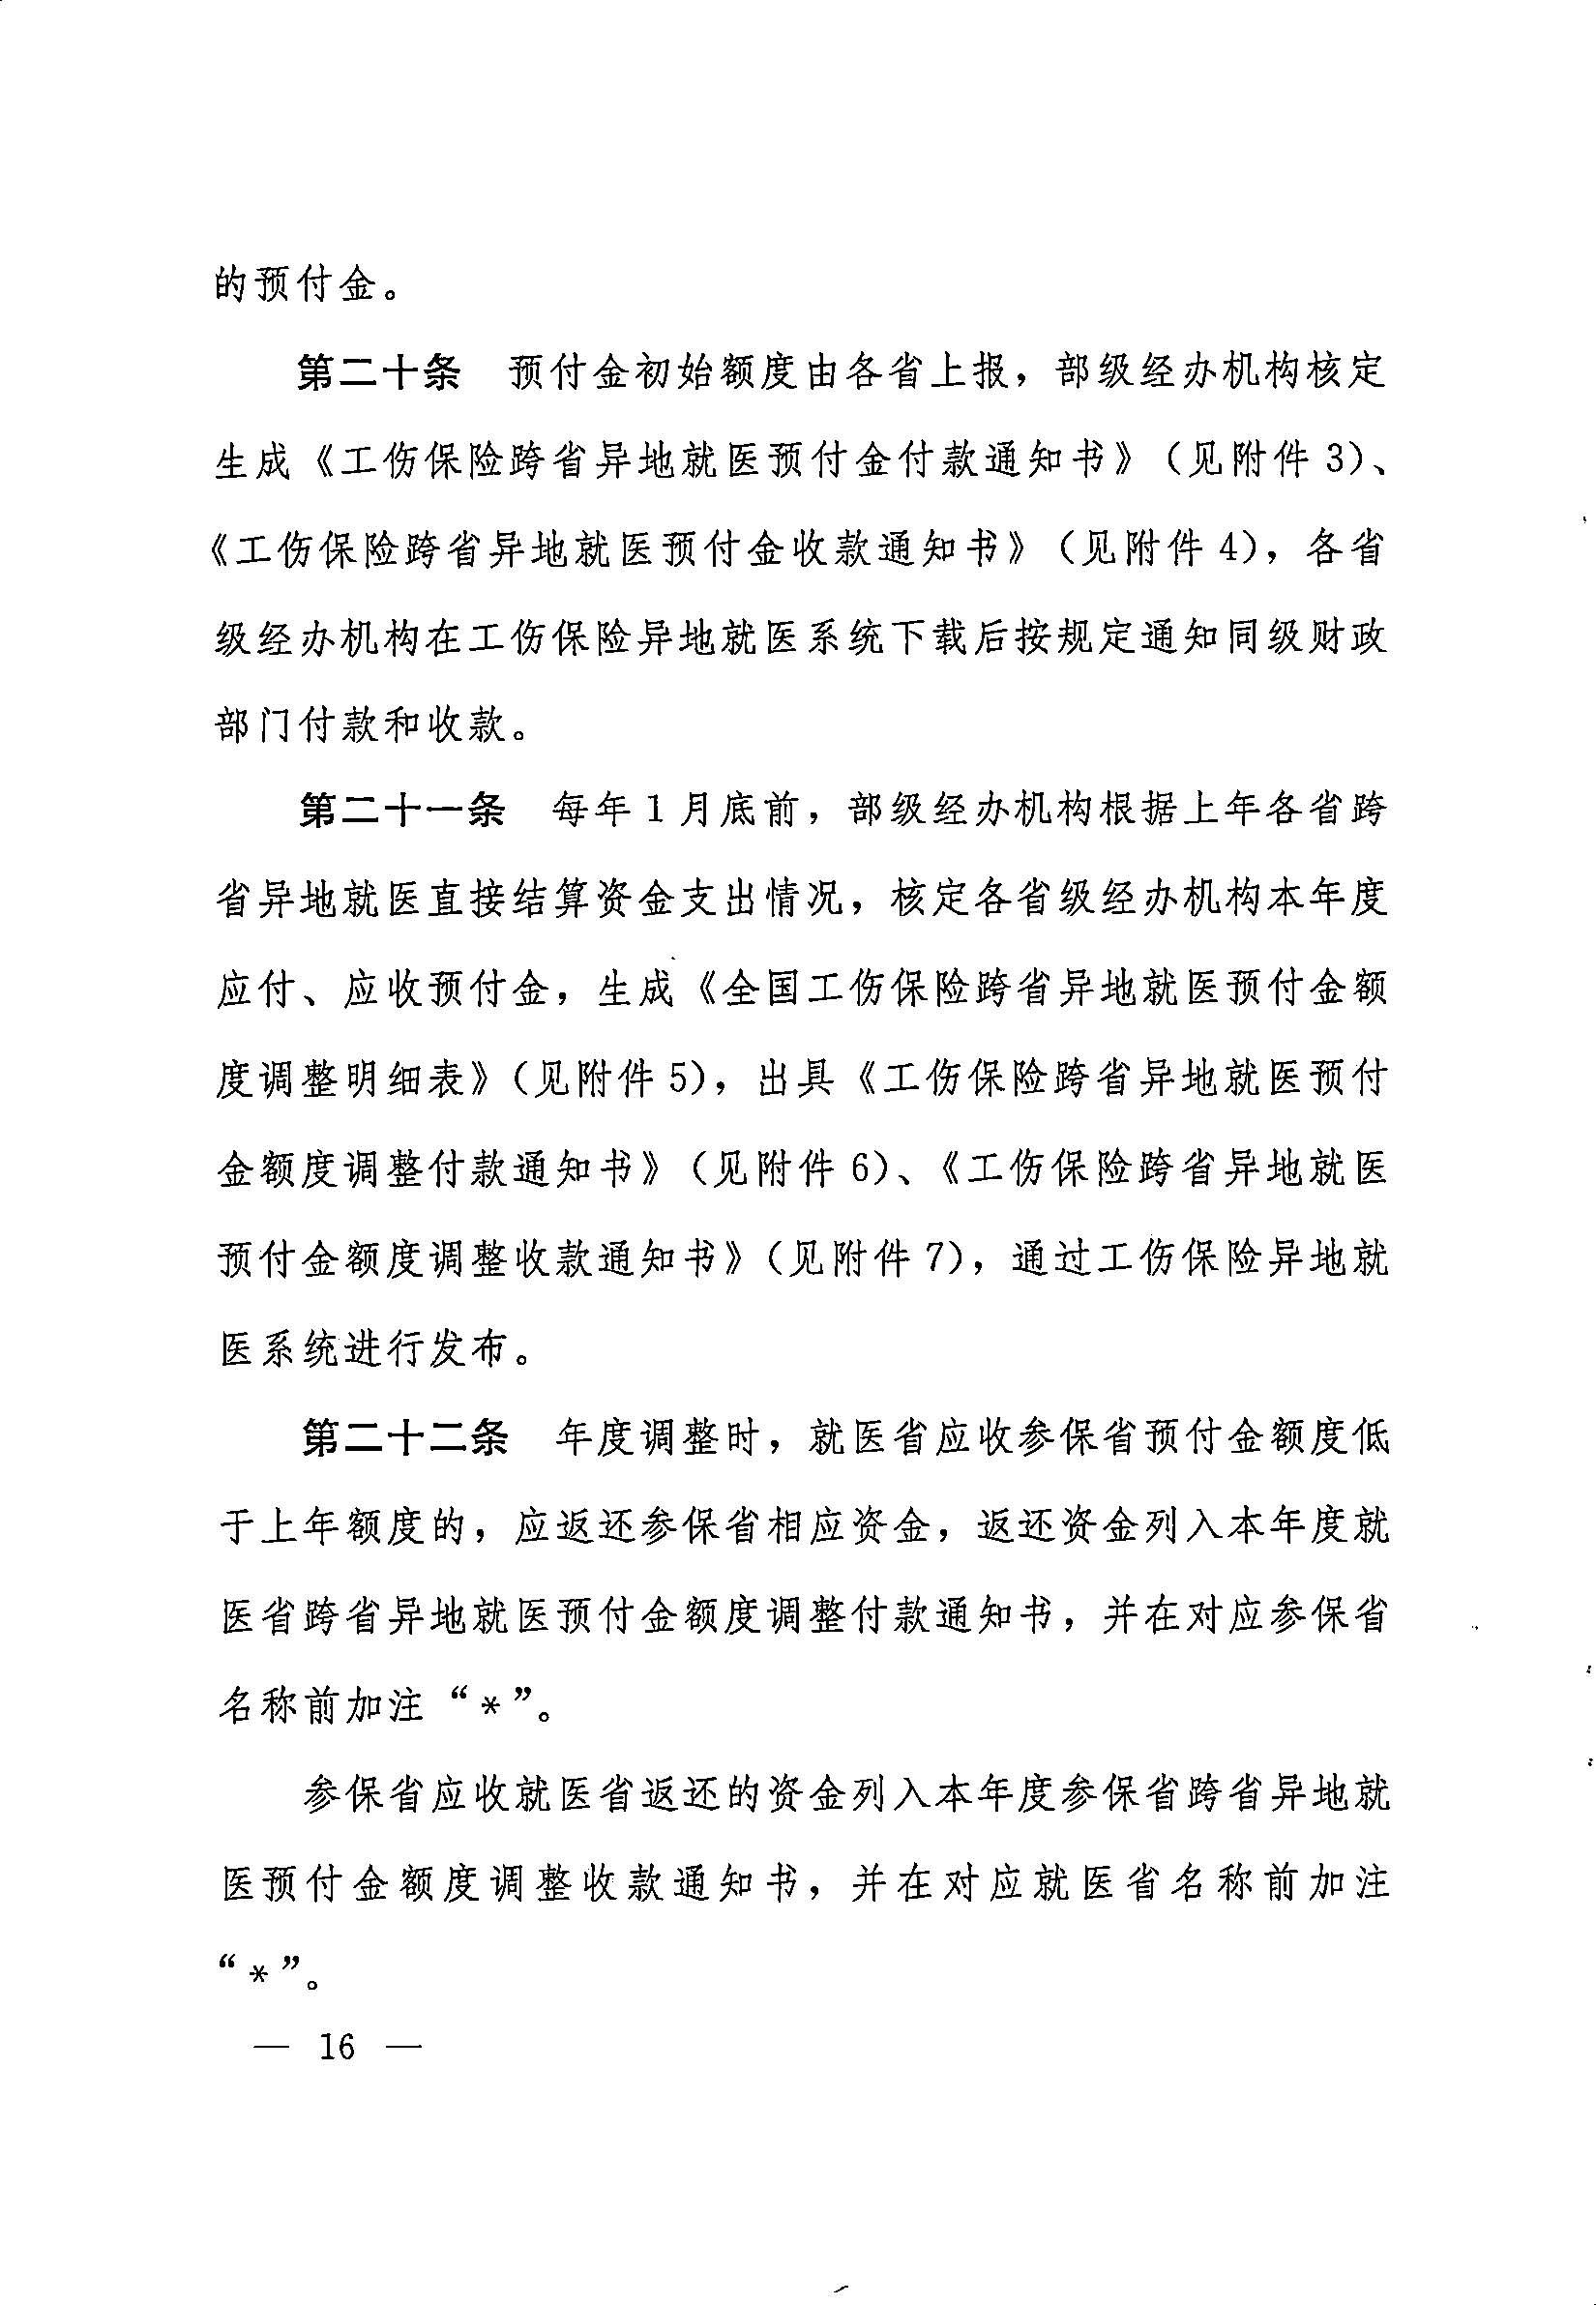 的预付金。
第二十条 预付金初始额度由各省上报，部级经办机构核定
生成《工伤保险跨省异地就医预付金付款通知书》（见附件 3）、
《工伤保险跨省异地就医预付金收款通知书》（见附件 4），各省
级经办机构在工伤保险异地就医系统下载后按规定通知同级财政
部门付款和收款。
第二十一条 每年 1 月底前，部级经办机构根据上年各省跨
省异地就医直接结算资金支出情况，核定各省级经办机构本年度
应付、应收预付金，生成《全国工伤保险跨省异地就医预付金额
度调整明细表》（见附件 5），出具《工伤保险跨省异地就医预付
金额度调整付款通知书》（见附件 6）、《工伤保险跨省异地就医
预付金额度调整收款通知书》（见附件 7），通过工伤保险异地就
医系统进行发布。
第二十二条 年度调整时，就医省应收参保省预付金额度低
于上年额度的，应返还参保省相应资金，返还资金列入本年度就
医省跨省异地就医预付金额度调整付款通知书，并在对应参保省
名称前加注“*”。
参保省应收就医省返还的资金列入本年度参保省跨省异地就
医预付金额度调整收款通知书，并在对应就医省名称前加注
“*”。
— 16 —